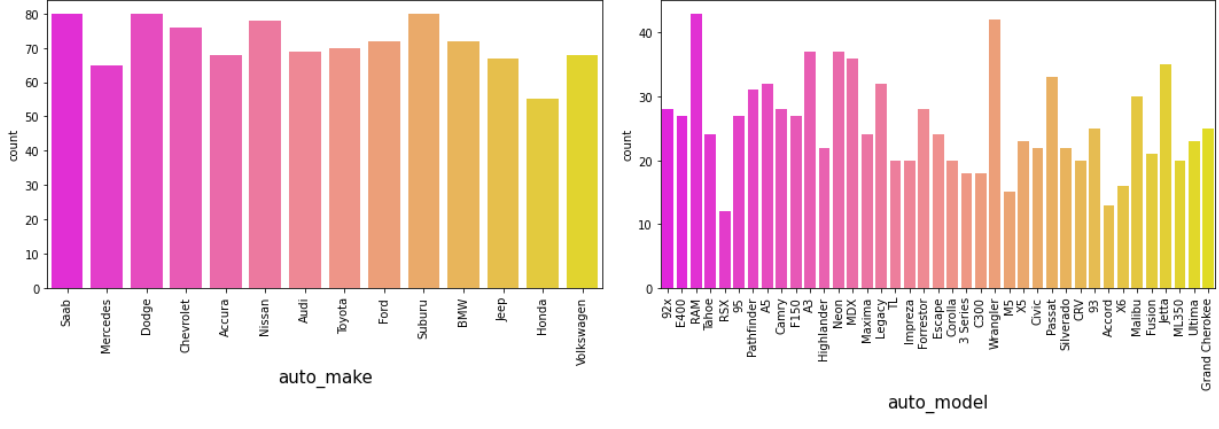 80
70
60
50
40
30
20
10
0
count
Saab
Mercedes
Dodge
Chevrolet
Accura
Nissan
Audi
Toyota
Ford
Suburu
BMW
Jeep
Honda
Volkswagen
auto_make
40
30
20
10
0
count
92x
E400
RAM
Tahoe
RSX
95
Pathfinder
A5
Camry
F150
A3
Highlander
Neon
MDX
Maxima
Legacy
TL
Impreza
Forrestor
Escape
Corolla
3 Series
C300
Wrangler
M5
X5
Civic
Passat
Silverado
CRV
93
Accord
X6
Malibu
Fusion
Jetta
ML350
Ultima
Grand Cherokee
auto_model